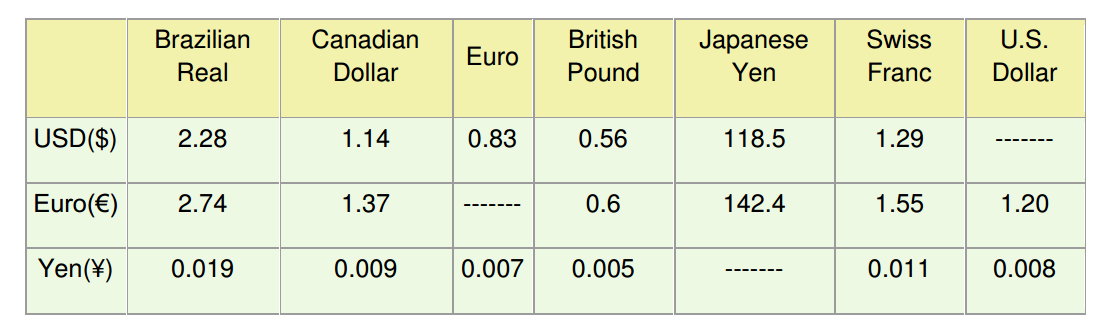 Brazilian Real Canadian Dollar Euro British Pound Japanese Yen Swiss Franc U.S. Dollar
USD($) 2.28 1.14 0.83 0.56 118.5 1.29 -------
Euro(€) 2.74 1.37 ------- 0.6 142.4 1.55 1.20
Yen(¥) 0.019 0.009 0.007 0.005 ------- 0.011 0.008